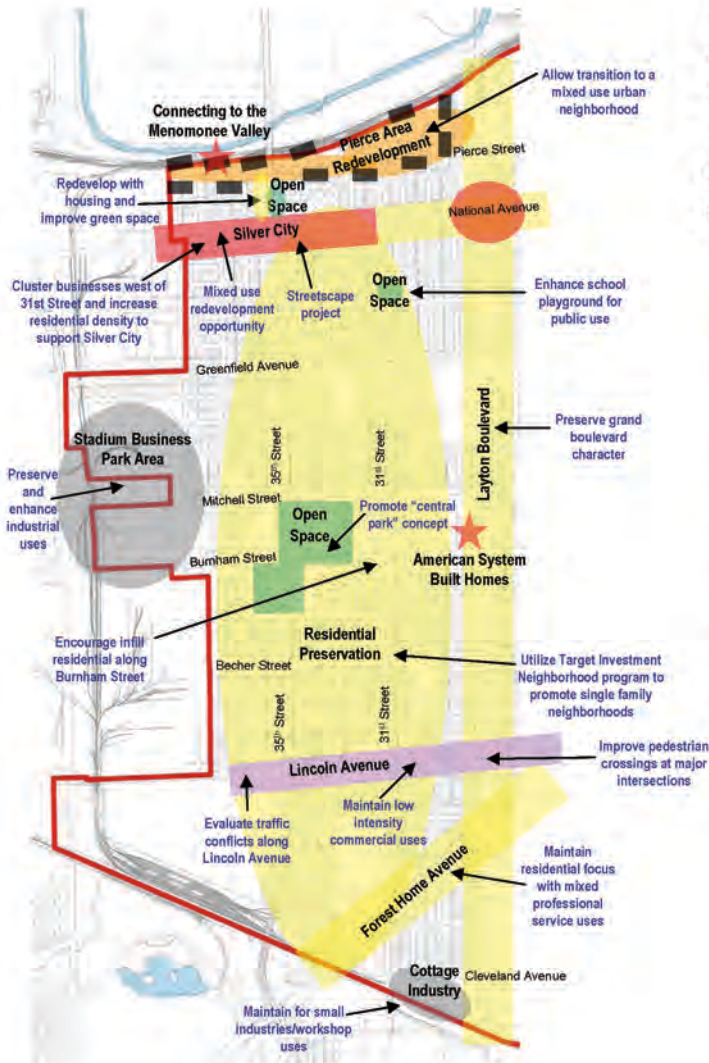 Allow transition to a
mixed use urban
neighborhood
Connecting to the
Menomonee Valley
Pierce Area
Redevelopment
Pierce Street
Redevelop with
housing and
improve green space
Open
Space
National Avenue
Silver City
Cluster businesses west of
31st Street and increase
residential density to
support Silver City
Mixed use
redevelopment
opportunity
Streetscape
project
Open
Space
Enhance school
playground for
public use
Greenfield Avenue
Layton Boulevard
Preserve grand
boulevard
character
Stadium Business
Park Area
35th Street
31st Street
Preserve
and
enhance
industrial
uses
Mitchell Street
Open
Space
Promote "central
park" concept
Burnham Street
American System
Built Homes
Encourage infill
residential along
Burnham Street
Residential
Preservation
Becher Street
Utilize Target Investment
Neighborhood program to
promote single family
neighborhoods
35th Street
31st Street
Lincoln Avenue
Improve pedestrian
crossings at major
intersections
Evaluate traffic
conflicts along
Lincoln Avenue
Maintain low
intensity
commercial uses
Forest Home Avenue
Maintain
residential focus
with mixed
professional
service uses
Cottage
Industry
Cleveland Avenue
Maintain for small
industries/workshop
uses